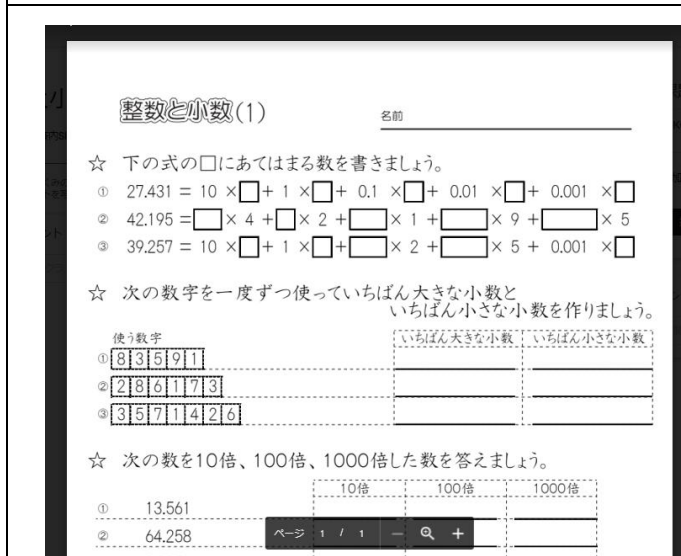 整数と小数(1)
名前
☆ 下の式の□にあてはまる数を書きましょう。
① 27.431 = 10 ×□+ 1 ×□+ 0.1 ×□+ 0.01 ×□+ 0.001 ×□
② 42.195 =□× 4 +□× 2 +□× 1 +□× 9 +□× 5
③ 39.257 = 10 ×□+ 1 ×□+□× 2 +□× 5 + 0.001 ×□
☆ 次の数字を一度ずつ使っていちばん大きな小数と
いちばん小さな小数を作りましょう。
使う数字 いちばん大きな小数 いちばん小さな小数
① 8 3 5 9 1
② 2 8 6 1 7 3
③ 3 5 7 1 4 2 6
☆ 次の数を10倍、100倍、1000倍した数を答えましょう。
10倍 100倍 1000倍
① 13.561
② 64.258
ページ 1 / 1 − +